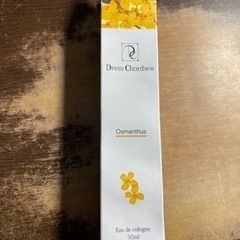 Dress Chordww
Osmanthus
Eau de cologne
30ml